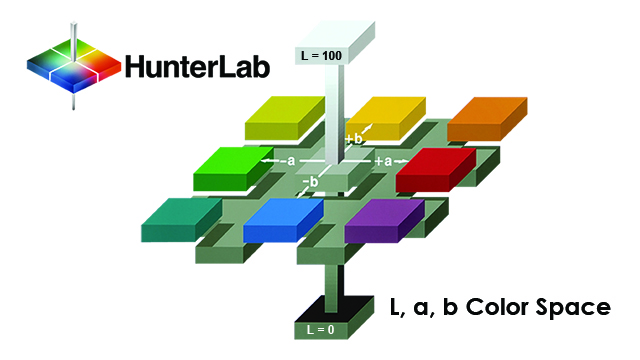 L = 100
HunterLab
+b
-a
+a
-b
L, a, b Color Space
L = 0